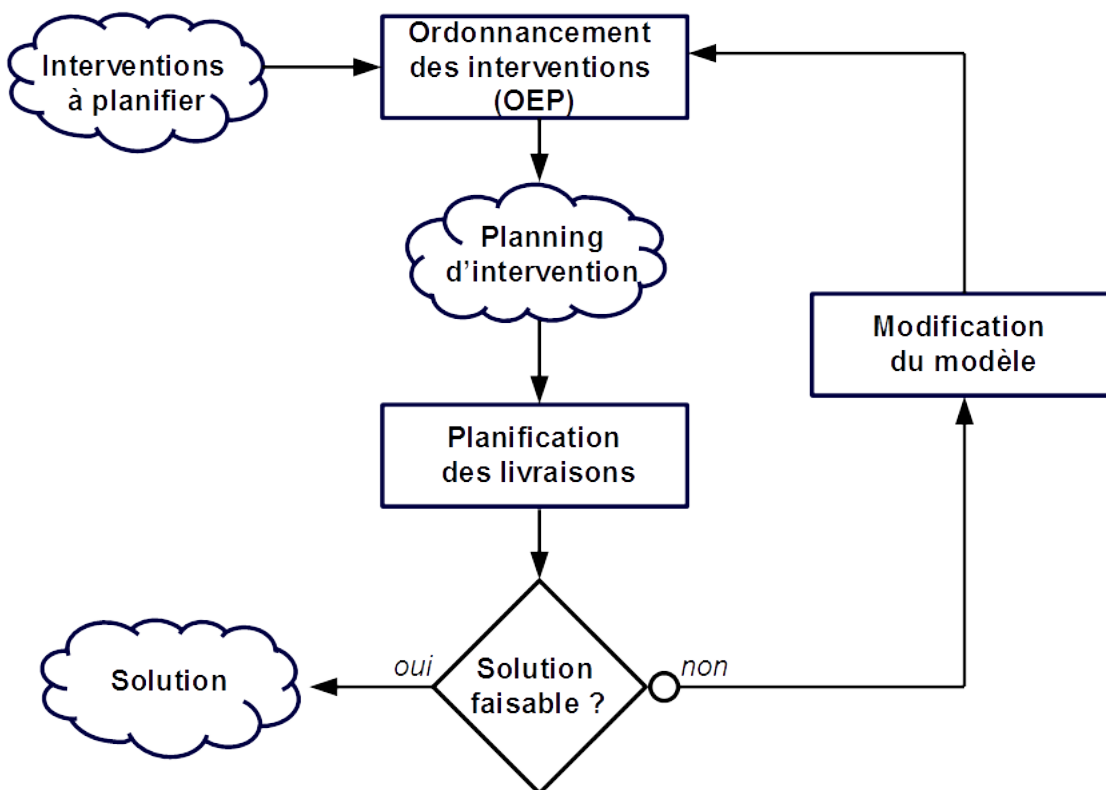 Interventions
à planifier
Ordonnancement
des interventions
(OEP)
Planning
d'intervention
Modification
du modèle
Planification
des livraisons
Solution
oui
Solution
faisable ?
non